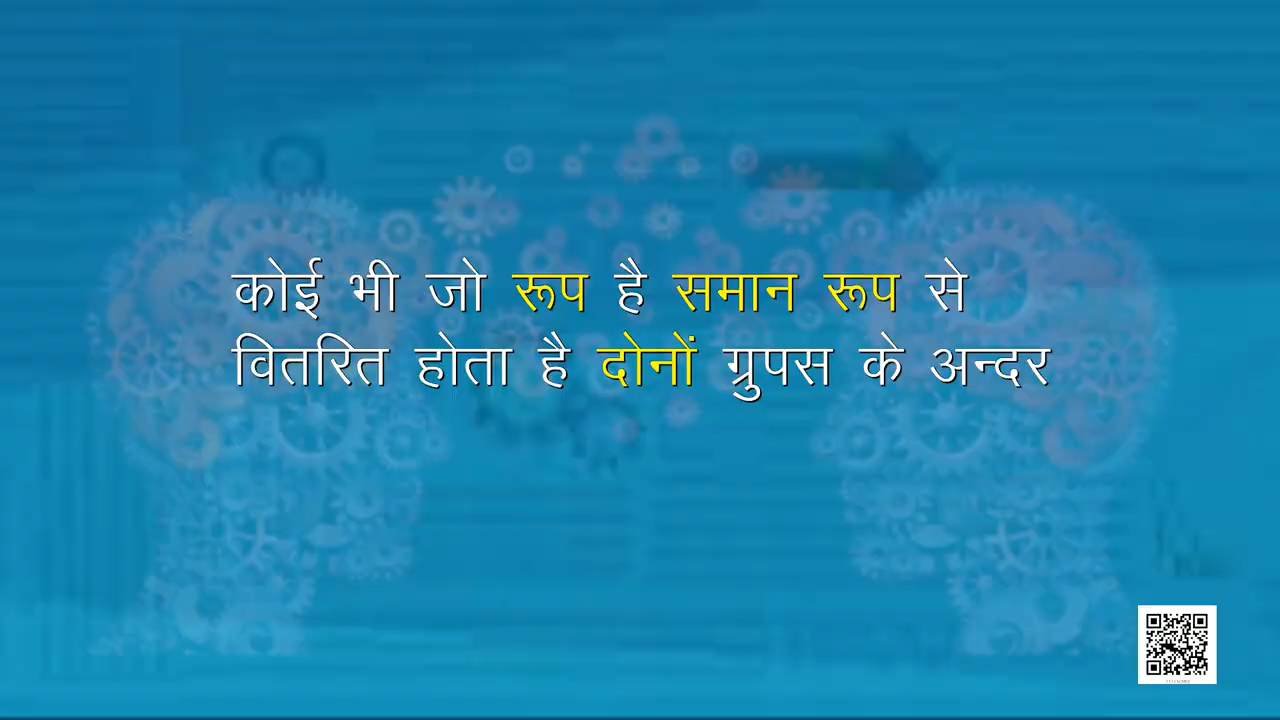 कोई भी जो रूप है समान रूप से
वितरित होता है दोनों ग्रुपस के अन्दर